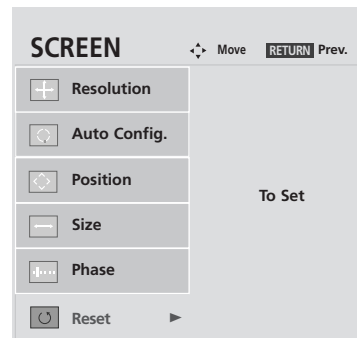 SCREEN
Move RETURN Prev.
Resolution
Auto Config.
Position
To Set
Size
Phase
Reset